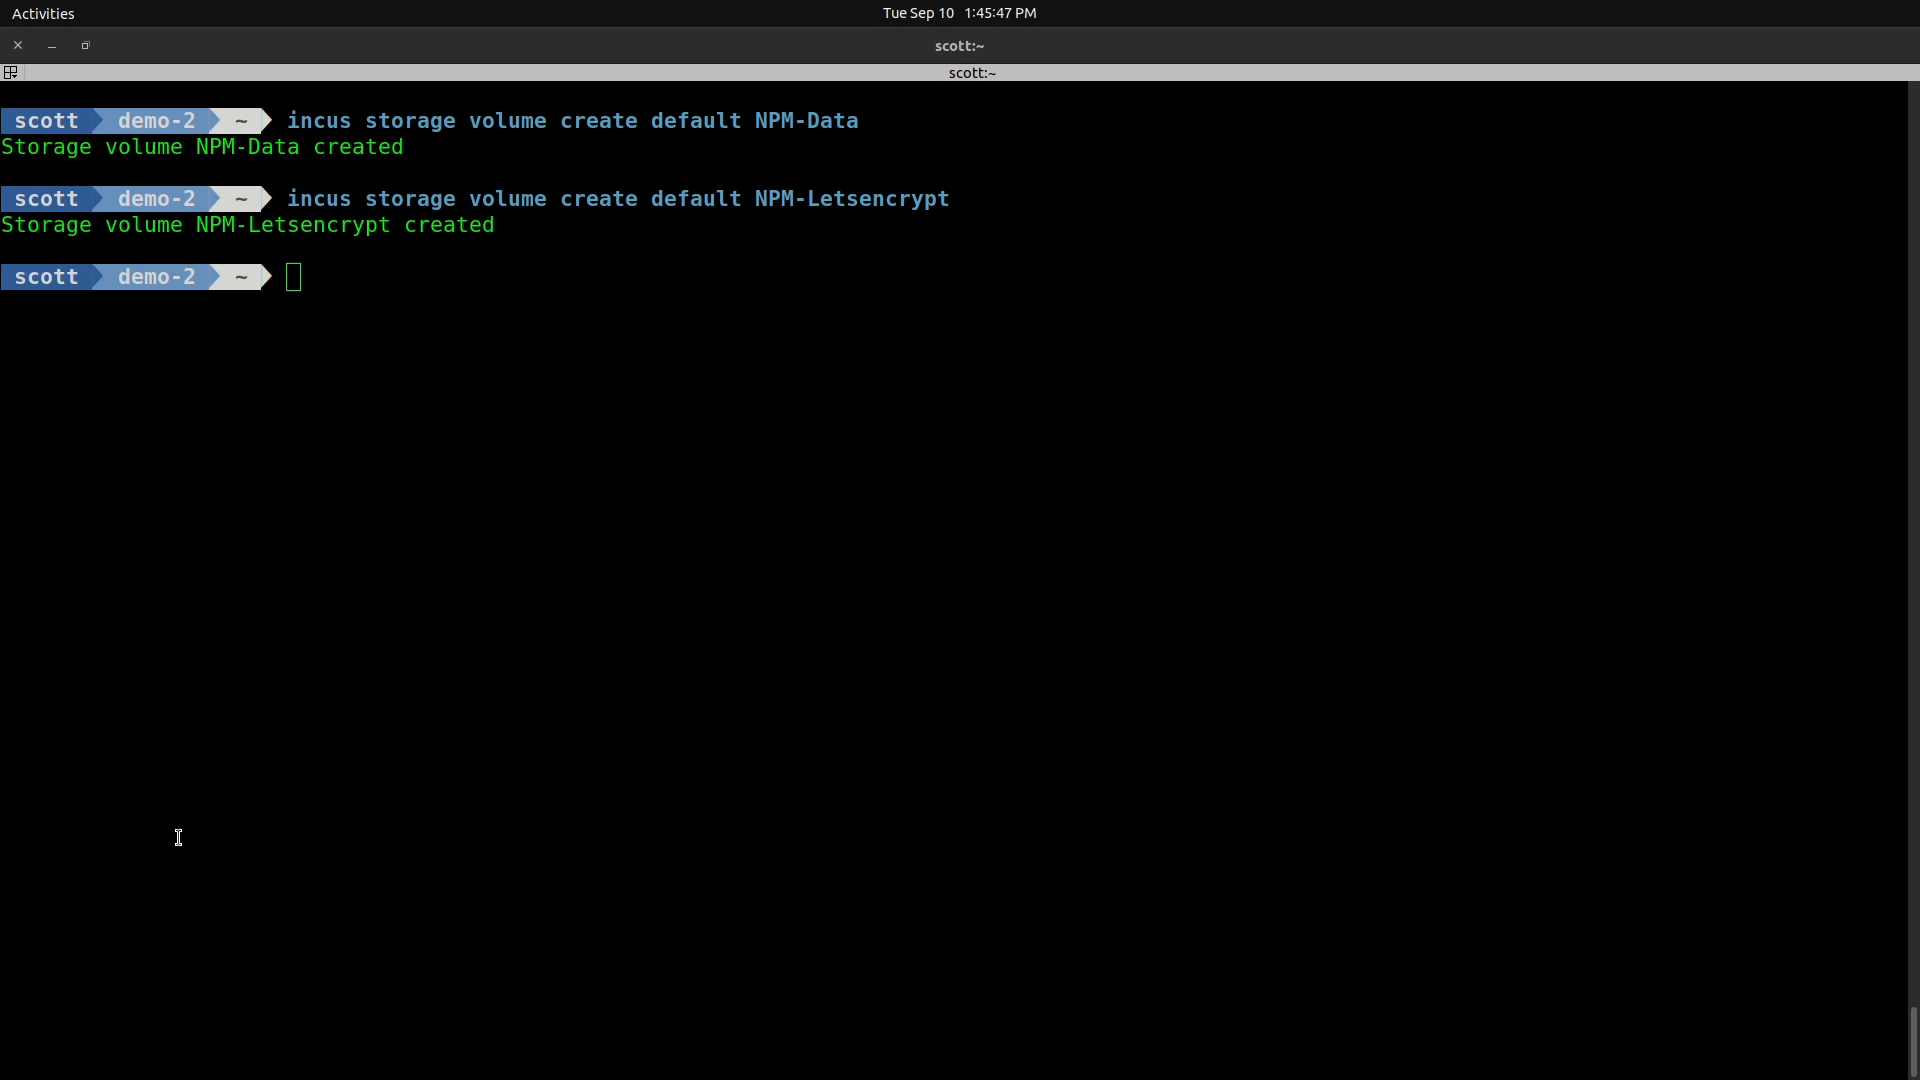 Activities
Tue Sep 10 1:45:47 PM
scott:~
scott:~
scott demo-2 ~ incus storage volume create default NPM-Data
Storage volume NPM-Data created
scott demo-2 ~ incus storage volume create default NPM-Letsencrypt
Storage volume NPM-Letsencrypt created
scott demo-2 ~